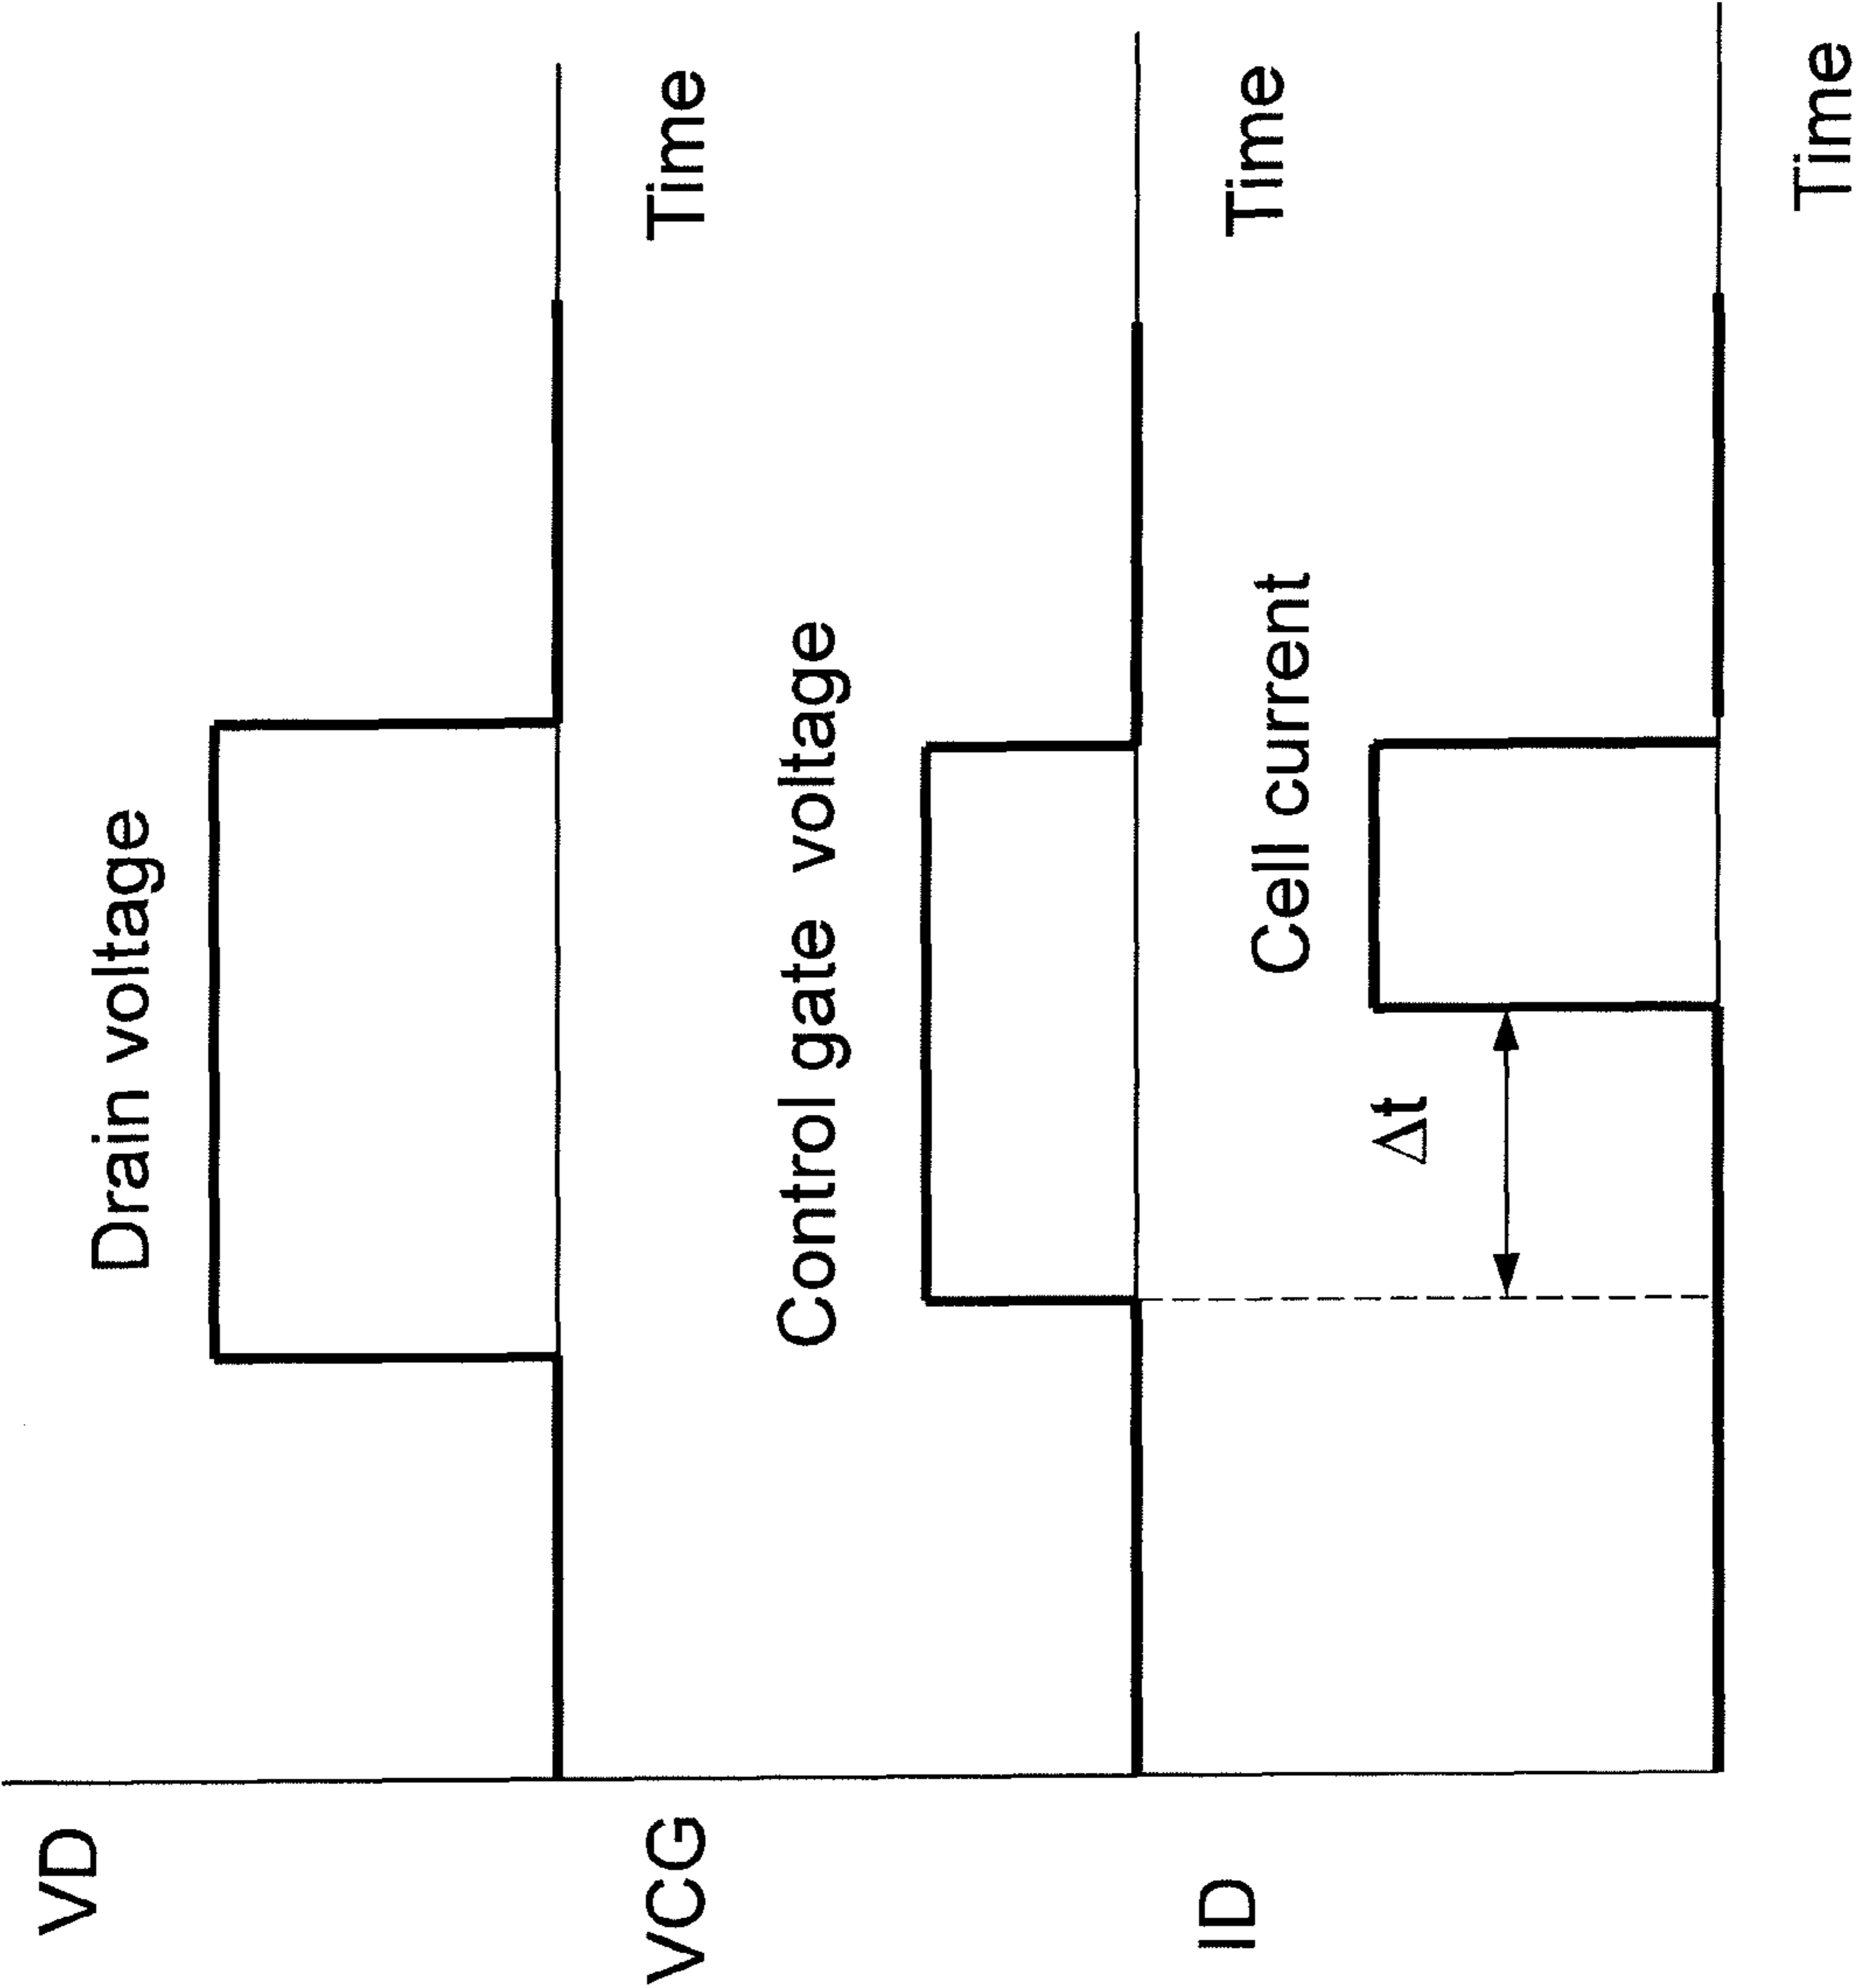 VD
Drain voltage
Time
VCG
Control gate voltage
Time
ID
Cell current
Δt
Time